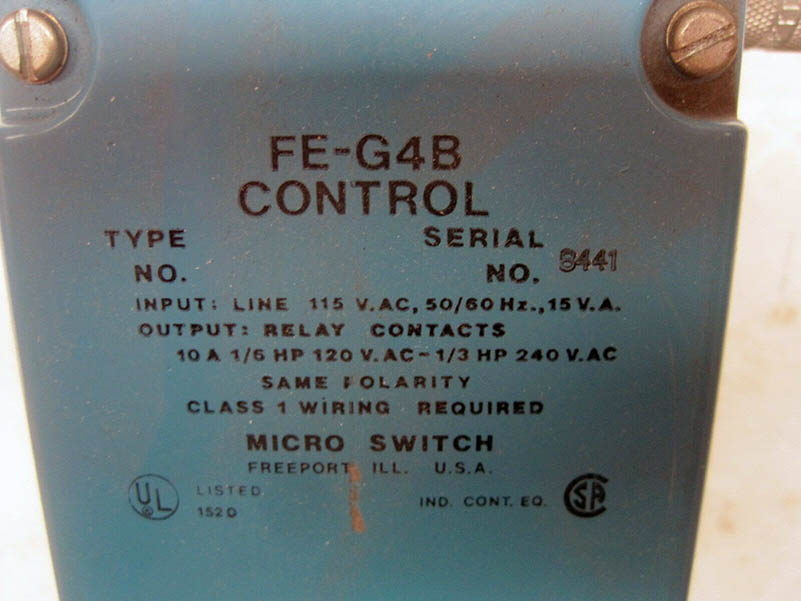 FE-G4B
CONTROL
TYPE NO.
SERIAL NO. 8441
INPUT: LINE 115 V.AC, 50/60 Hz., 15 V.A.
OUTPUT: RELAY CONTACTS
10 A 1/6 HP 120 V.AC - 1/3 HP 240 V.AC
SAME POLARITY
CLASS 1 WIRING REQUIRED
MICRO SWITCH
FREEPORT ILL. U.S.A.
UL LISTED 152D
IND. CONT. EQ. SA